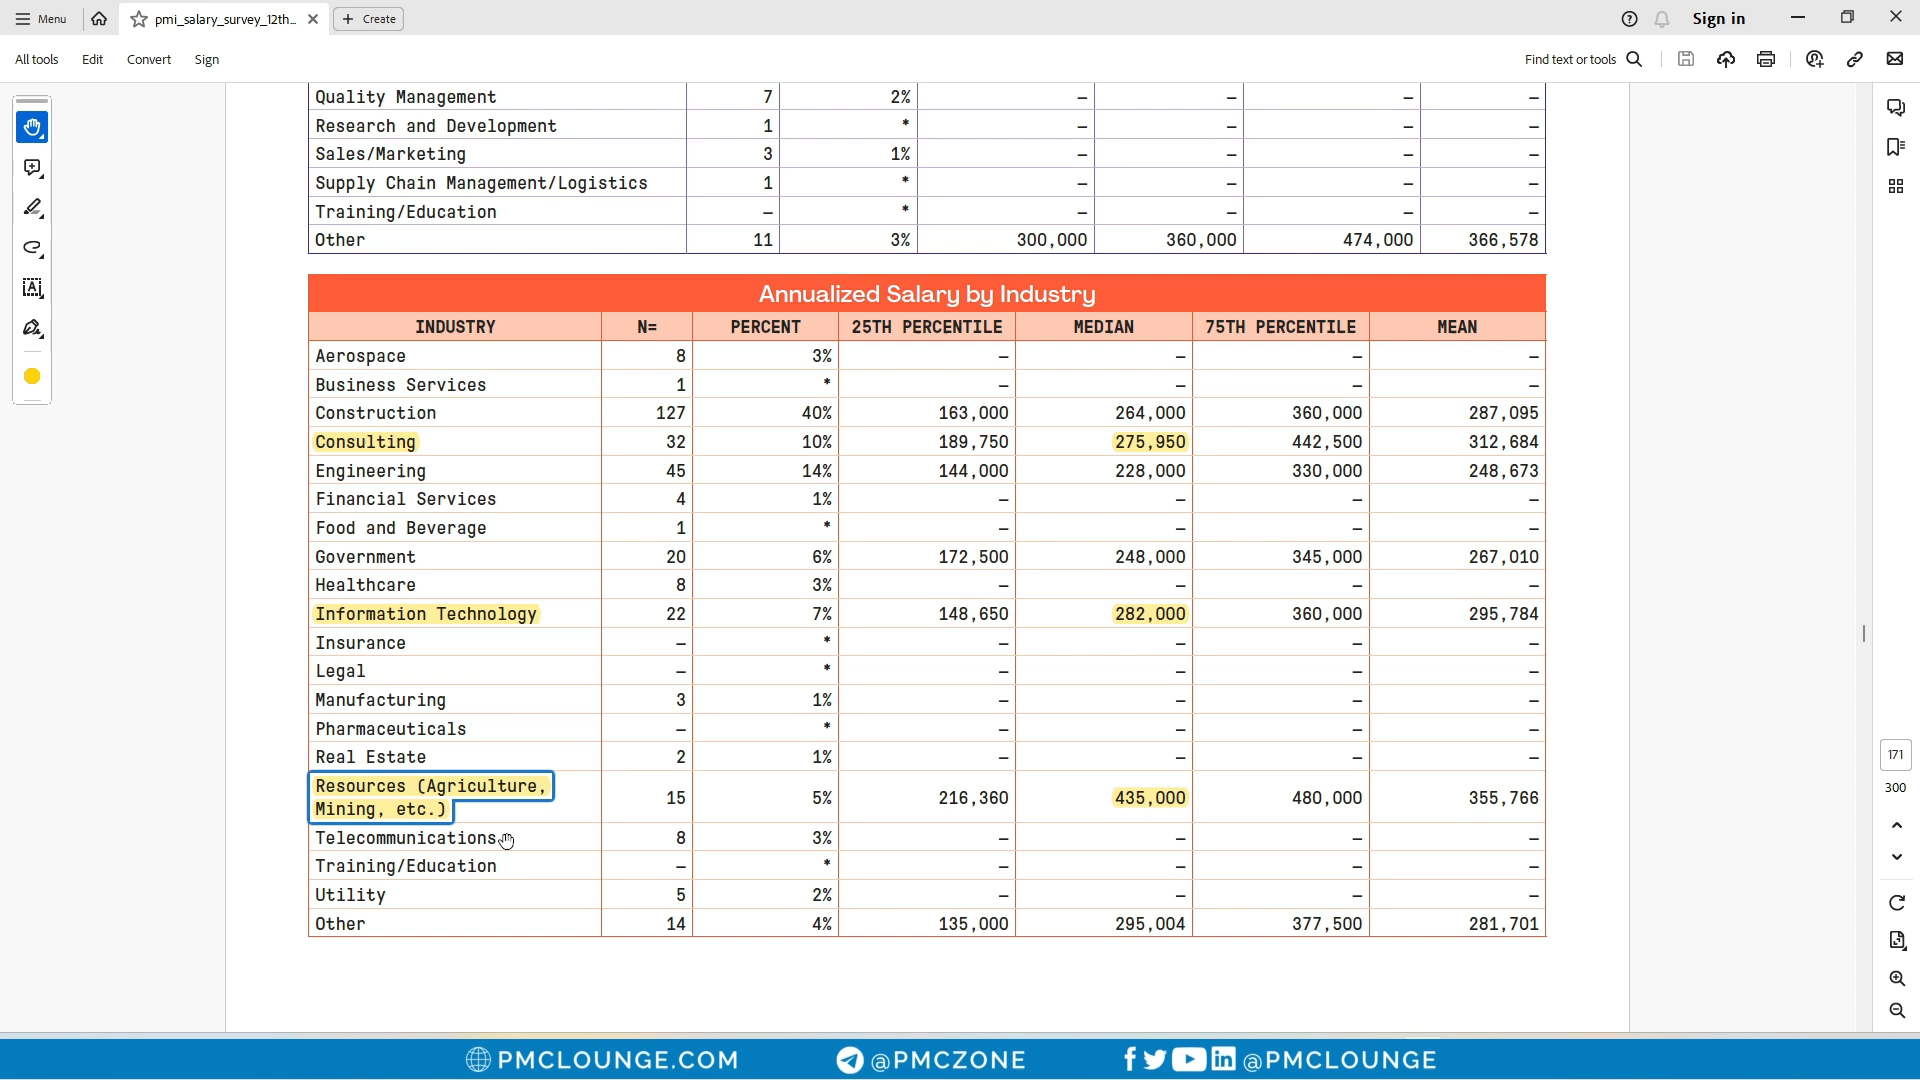 Menu pmi_salary_survey_12th... Create Sign in
All tools Edit Convert Sign Find text or tools
Quality Management 7 2% – – – –
Research and Development 1 * – – – –
Sales/Marketing 3 1% – – – –
Supply Chain Management/Logistics 1 * – – – –
Training/Education – * – – – –
Other 11 3% 300,000 360,000 474,000 366,578
Annualized Salary by Industry
INDUSTRY N= PERCENT 25TH PERCENTILE MEDIAN 75TH PERCENTILE MEAN
Aerospace 8 3% – – – –
Business Services 1 * – – – –
Construction 127 40% 163,000 264,000 360,000 287,095
Consulting 32 10% 189,750 275,950 442,500 312,684
Engineering 45 14% 144,000 228,000 330,000 248,673
Financial Services 4 1% – – – –
Food and Beverage 1 * – – – –
Government 20 6% 172,500 248,000 345,000 267,010
Healthcare 8 3% – – – –
Information Technology 22 7% 148,650 282,000 360,000 295,784
Insurance – * – – – –
Legal – * – – – –
Manufacturing 3 1% – – – –
Pharmaceuticals – * – – – –
Real Estate 2 1% – – – –
Resources (Agriculture,
Mining, etc.) 15 5% 216,360 435,000 480,000 355,766
Telecommunications 8 3% – – – –
Training/Education – * – – – –
Utility 5 2% – – – –
Other 14 4% 135,000 295,004 377,500 281,701
171
300
PMCLOUNGE.COM @PMCZONE @PMCLOUNGE